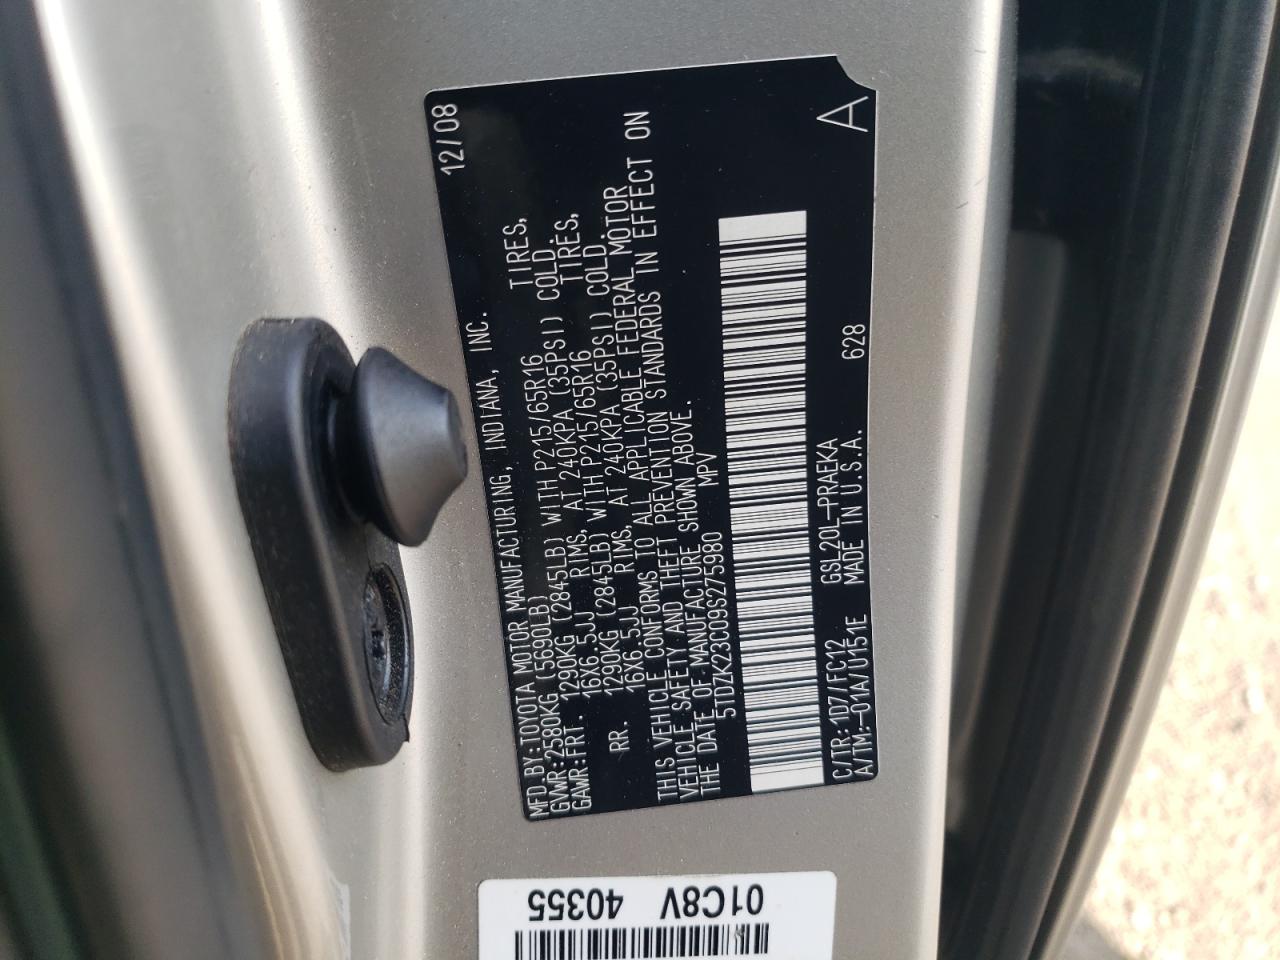 12/08
MFD.BY:TOYOTA MOTOR MANUFACTURING, INDIANA, INC.
GVWR:2580KG (5690LB)
GAWR:FRT. 1290KG (2845LB) WITH P215/65R16 TIRES,
16X6.5JJ RIMS, AT 240KPA (35PSI) COLD.
RR. 1290KG (2845LB) WITH P215/65R16 TIRES,
16X6.5JJ RIMS, AT 240KPA (35PSI) COLD.
THIS VEHICLE CONFORMS TO ALL APPLICABLE FEDERAL MOTOR
VEHICLE SAFETY AND THEFT PREVENTION STANDARDS IN EFFECT ON
THE DATE OF MANUFACTURE SHOWN ABOVE.
5TDZK23C09S275980 MPV
C/TR:1D7/FC12 GSL20L-PRAEKA 628
A/TM:-01A/U151E MADE IN U.S.A.
A
01C8V
40355